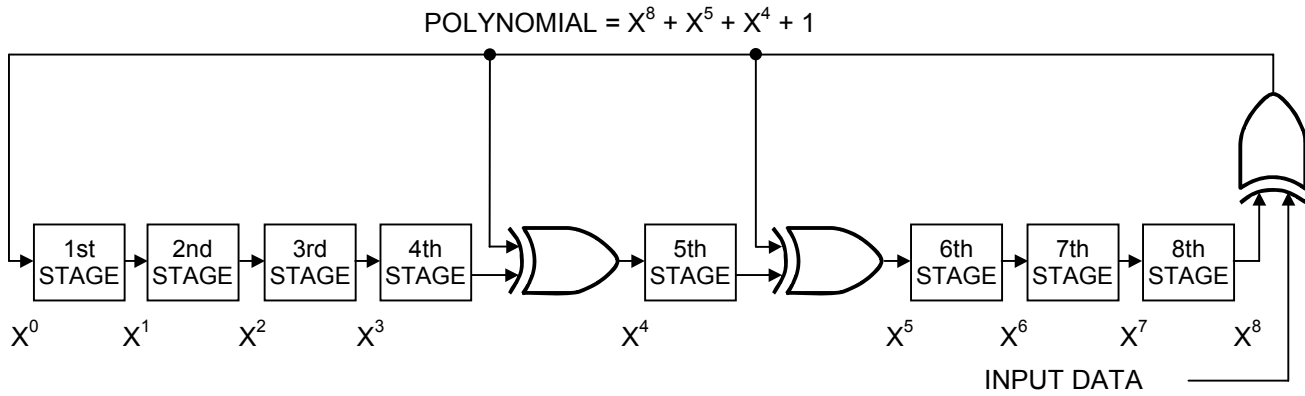 POLYNOMIAL = X⁸ + X⁵ + X⁴ + 1
1st
STAGE
2nd
STAGE
3rd
STAGE
4th
STAGE
5th
STAGE
6th
STAGE
7th
STAGE
8th
STAGE
X⁰
X¹
X²
X³
X⁴
X⁵
X⁶
X⁷
X⁸
INPUT DATA